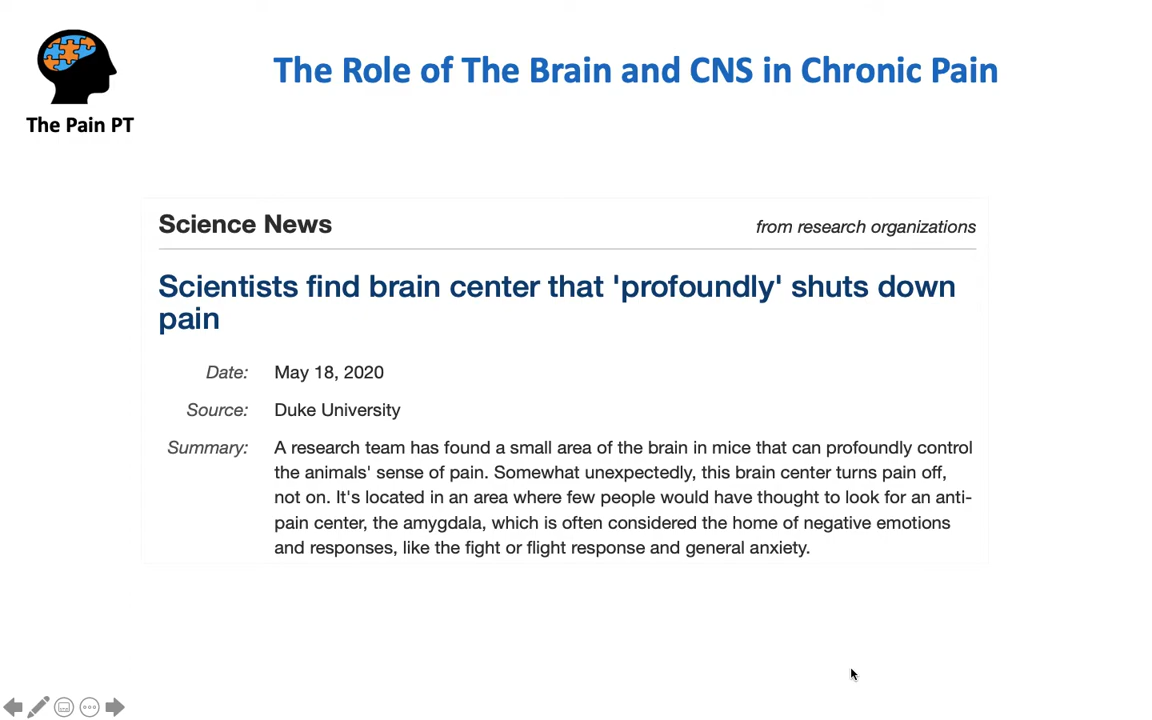 The Role of The Brain and CNS in Chronic Pain
The Pain PT
Science News
from research organizations
Scientists find brain center that 'profoundly' shuts down
pain
Date: May 18, 2020
Source: Duke University
Summary: A research team has found a small area of the brain in mice that can profoundly control
the animals' sense of pain. Somewhat unexpectedly, this brain center turns pain off,
not on. It's located in an area where few people would have thought to look for an anti-
pain center, the amygdala, which is often considered the home of negative emotions
and responses, like the fight or flight response and general anxiety.